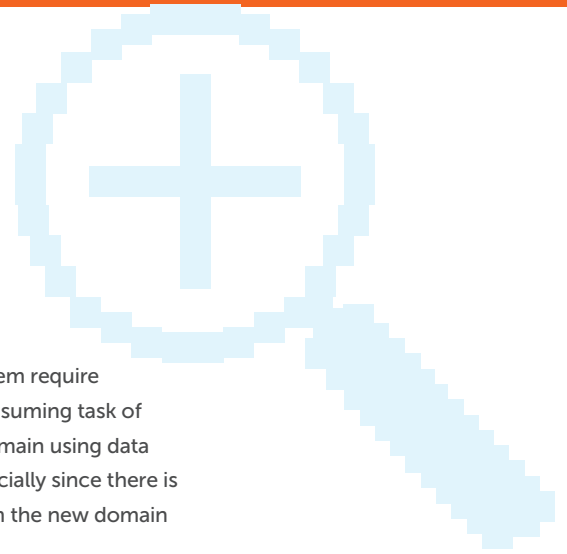 em require
suming task of
main using data
cially since there is
n the new domain